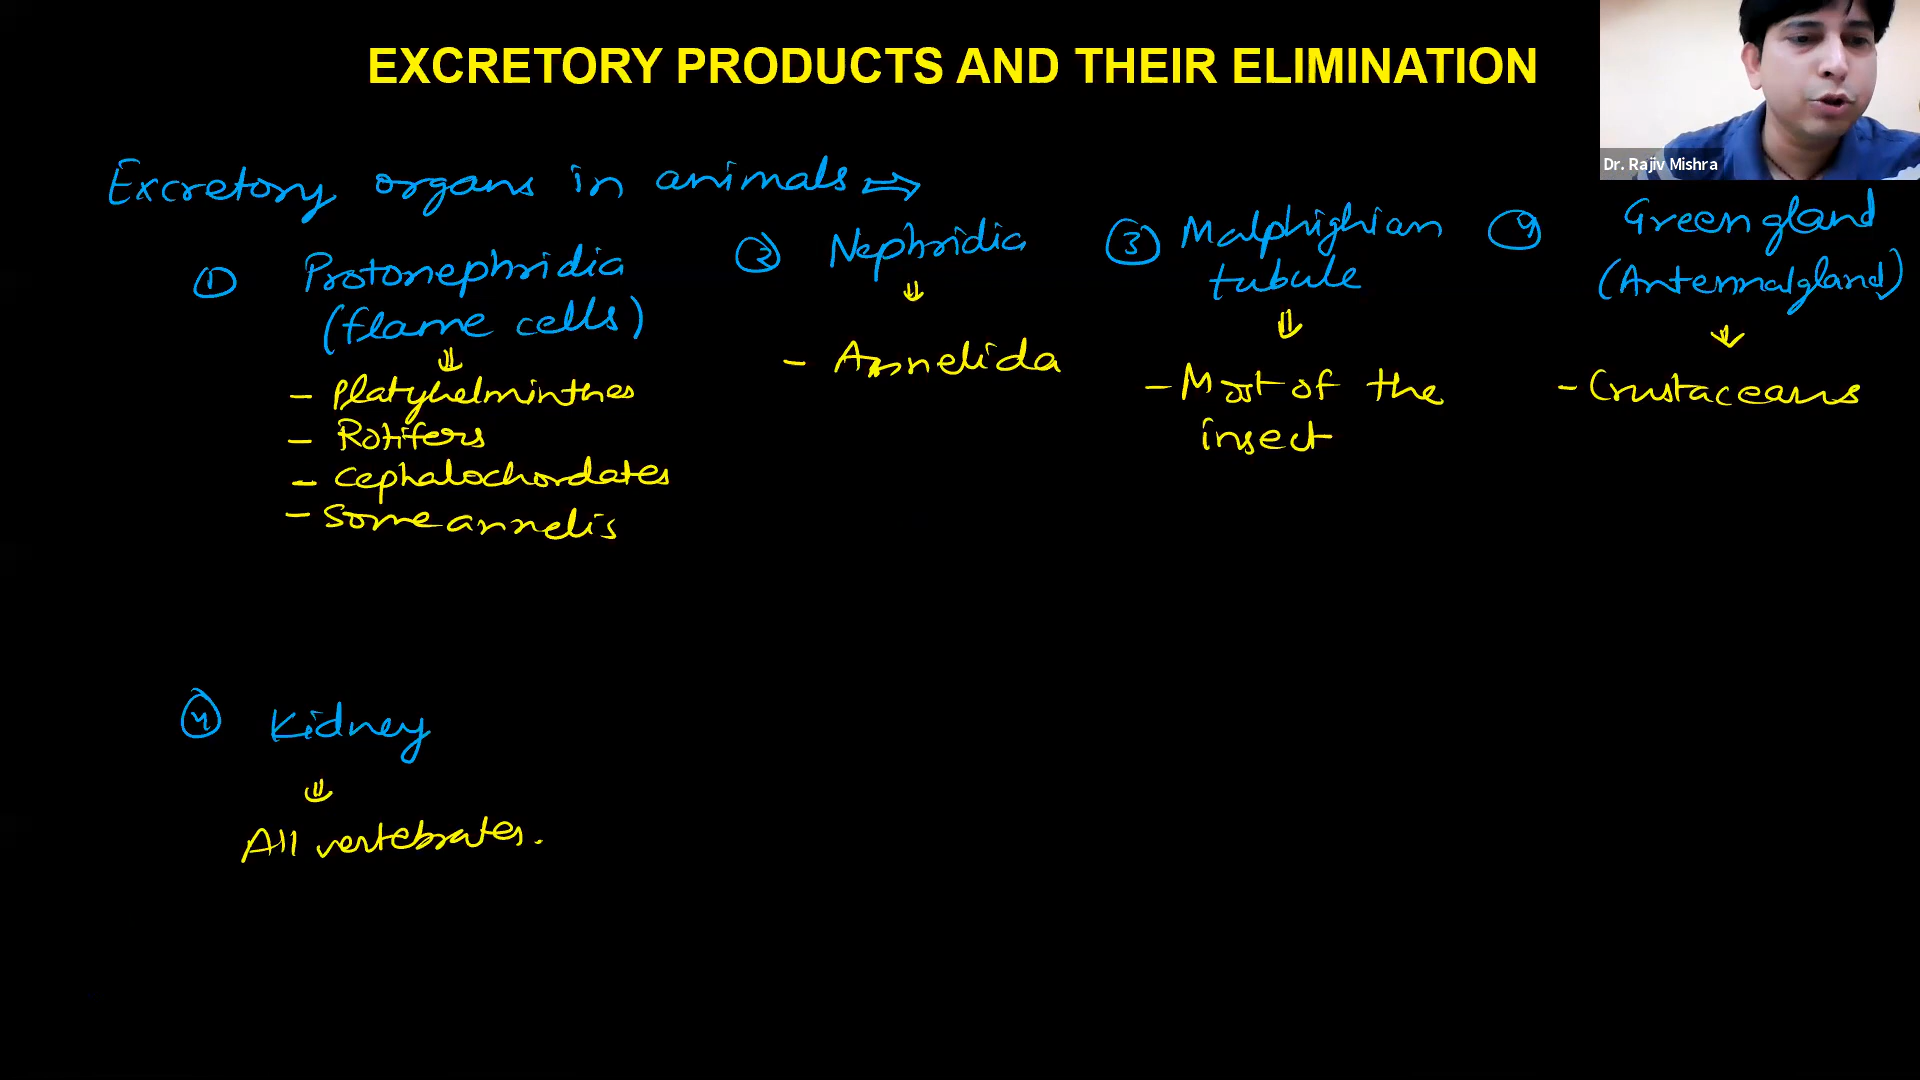 EXCRETORY PRODUCTS AND THEIR ELIMINATION
Dr. Rajiv Mishra
Excretory organs in animals ⇒
① Protonephridia
(flame cells)
↓
- Platyhelminthes
- Rotifers
- Cephalochordates
- Some annelis
② Nephridia
↓
- Annelida
③ Malphighian
tubule
↓
- Most of the
insect
④ Green gland
(Antennal gland)
↓
- Crustaceans
④ Kidney
↓
All vertebrates.